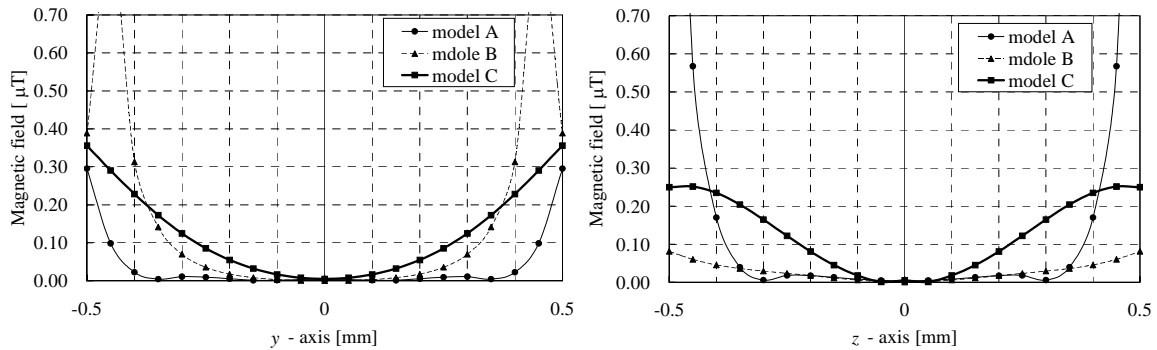 0.70
0.60
0.50
0.40
0.30
0.20
0.10
0.00
Magnetic field [ μT]
model A
mdole B
model C
-0.5
0
0.5
y - axis [mm]
0.70
0.60
0.50
0.40
0.30
0.20
0.10
0.00
Magnetic field [ μT]
model A
mdole B
model C
-0.5
0
0.5
z - axis [mm]